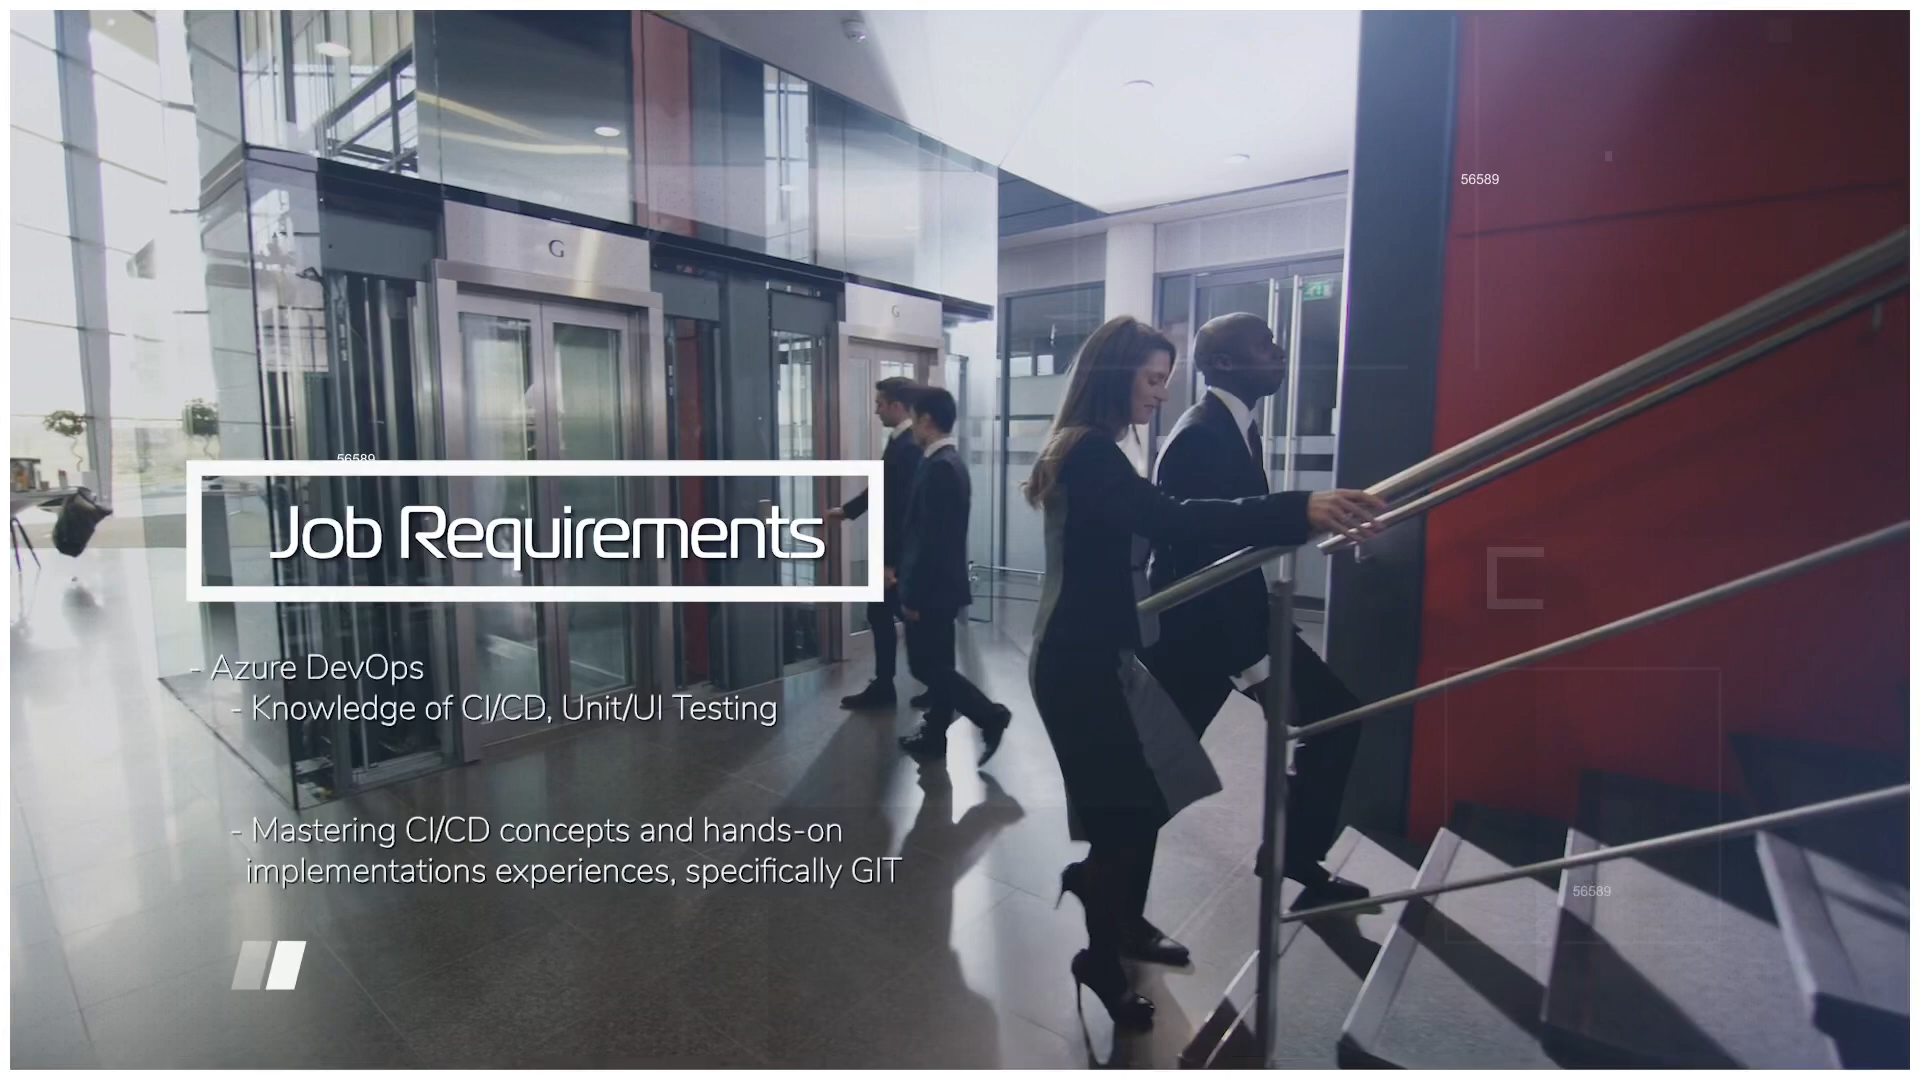 G
G
56589
56589
Job Requirements
- Azure DevOps
- Knowledge of CI/CD, Unit/UI Testing
- Mastering CI/CD concepts and hands-on
implementations experiences, specifically GIT
56589